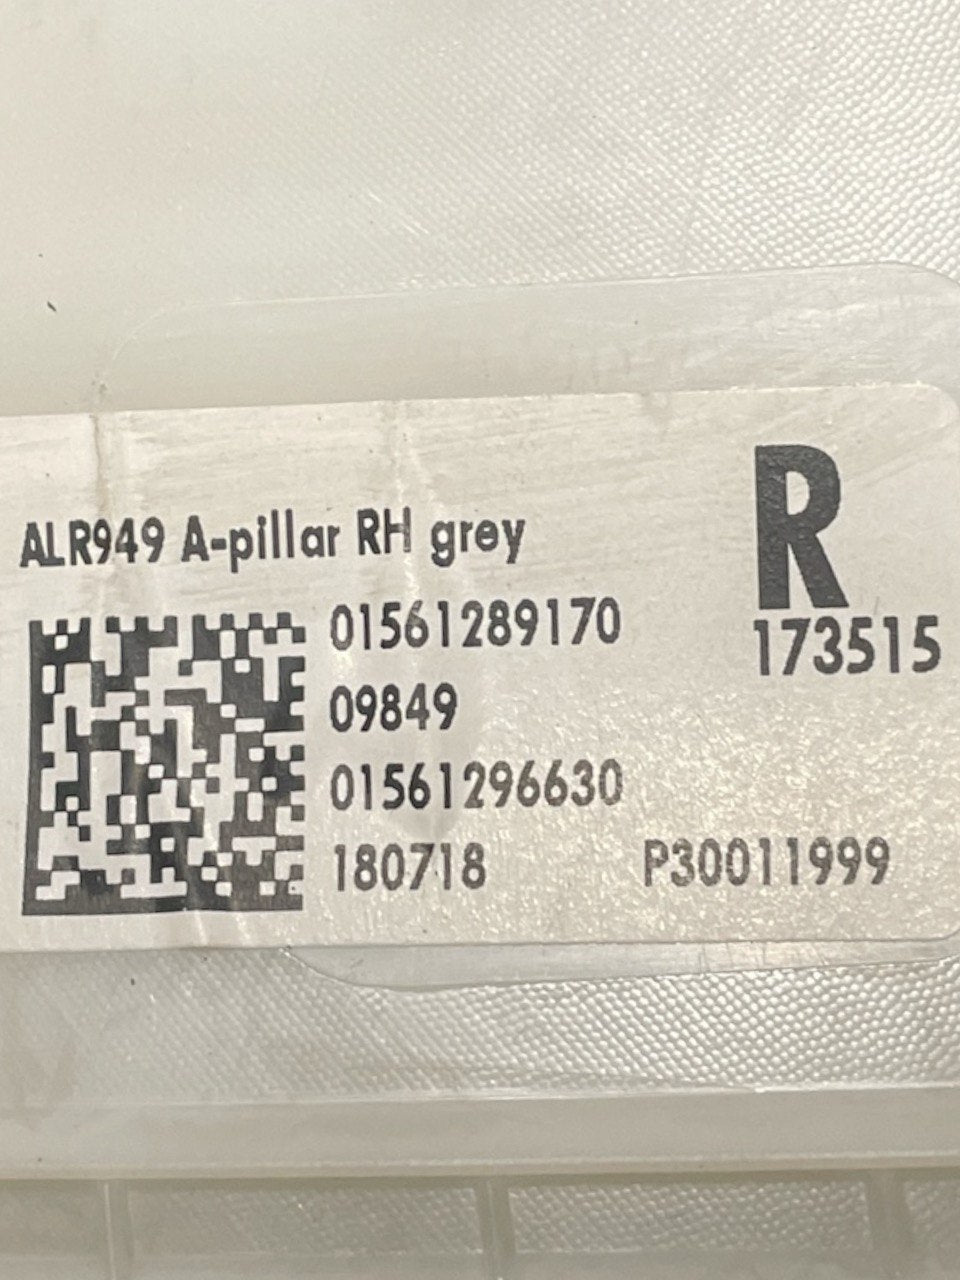 R
ALR949 A-pillar RH grey
01561289170
173515
09849
01561296630
180718 P30011999